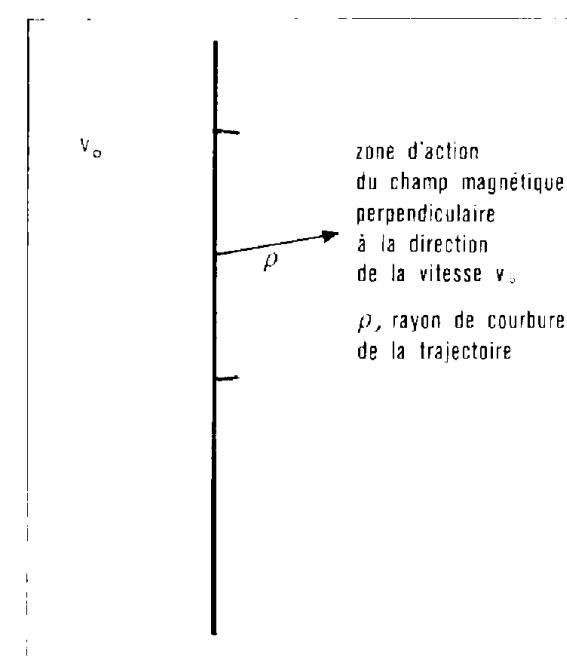 v₀
zone d'action
du champ magnétique
perpendiculaire
à la direction
de la vitesse v₀
ρ
ρ, rayon de courbure
de la trajectoire